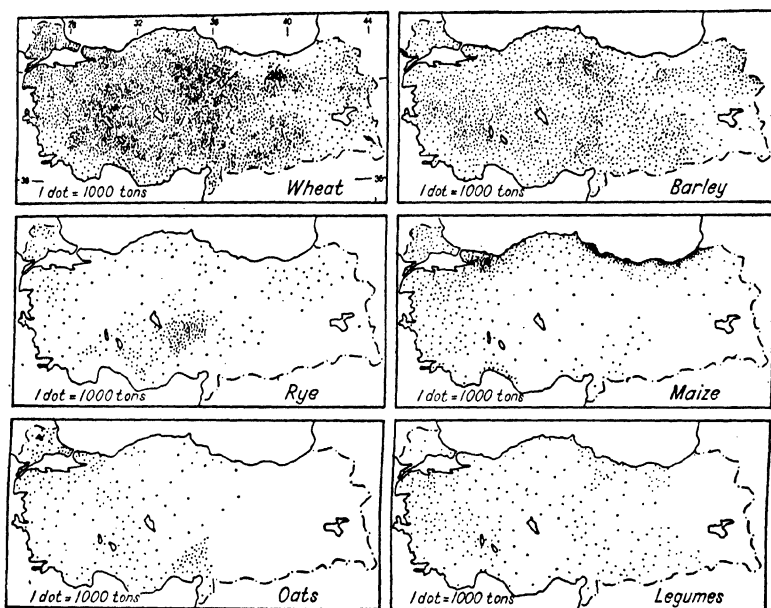 28 32 36 40 44
36 36
1 dot = 1000 tons Wheat
1 dot = 1000 tons Barley
1 dot = 1000 tons Rye
1 dot = 1000 tons Maize
1 dot = 1000 tons Oats
1 dot = 1000 tons Legumes